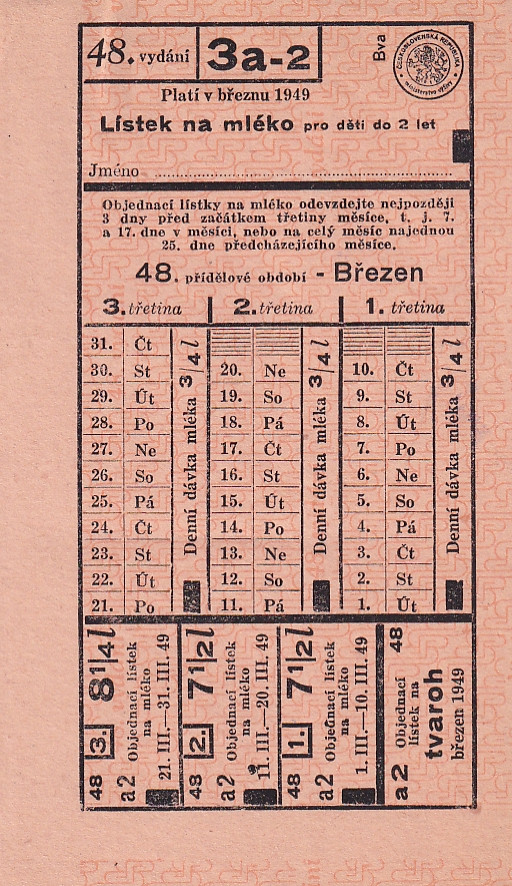 48. vydání 3a-2 Bva
ČESKOSLOVENSKÁ REPUBLIKA
Ministerstvo výživy
Platí v březnu 1949
Lístek na mléko pro děti do 2 let
Jméno
Objednací lístky na mléko odevzdejte nejpozději
3 dny před začátkem třetiny měsíce, t. j. 7.
a 17. dne v měsíci, nebo na celý měsíc najednou
25. dne předcházejícího měsíce.
48. přídělové období - Březen
3. třetina 2. třetina 1. třetina
31. Čt
30. St 20. Ne 10. Čt
29. Út 19. So 9. St
28. Po 18. Pá 8. Út
27. Ne 17. Čt 7. Po
26. So 16. St 6. Ne
25. Pá 15. Út 5. So
24. Čt 14. Po 4. Pá
23. St 13. Ne 3. Čt
22. Út 12. So 2. St
21. Po 11. Pá 1. Út
Denní dávka mléka 3/4 l
Denní dávka mléka 3/4 l
Denní dávka mléka 3/4 l
48 3. 8 1/4 l
a2 Objednací lístek
na mléko
21. III.—31. III. 49
48 2. 7 1/2 l
a2 Objednací lístek
na mléko
11. III.—20. III. 49
48 1. 7 1/2 l
a2 Objednací lístek
na mléko
1. III.—10. III. 49
a2 Objednací 48
lístek na
tvaroh
březen 1949